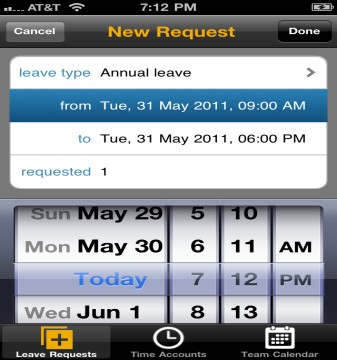 AT&T 7:12 PM
Cancel New Request Done
leave type Annual leave
from Tue, 31 May 2011, 09:00 AM
to Tue, 31 May 2011, 06:00 PM
requested 1
Sun May 29 5 10
Mon May 30 6 11 AM
Today 7 12 PM
Wed Jun 1 8 13
Leave Requests Time Accounts Team Calendar